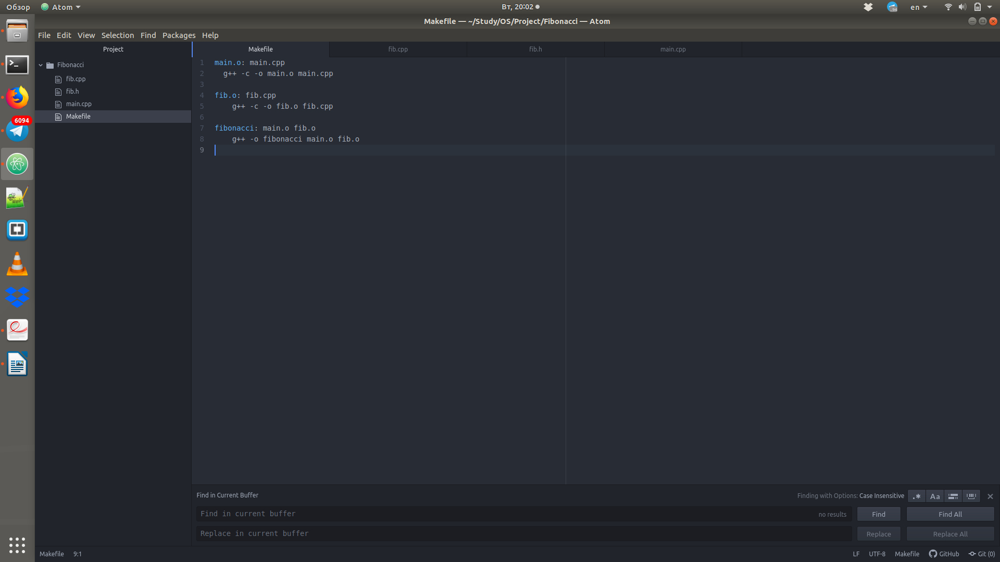 Обзор Atom Вт, 20:02 94 en
Makefile — ~/Study/OS/Project/Fibonacci — Atom
File Edit View Selection Find Packages Help
Project Makefile fib.cpp fib.h main.cpp
Fibonacci
fib.cpp
fib.h
main.cpp
Makefile
6094
1 main.o: main.cpp
2 g++ -c -o main.o main.cpp
3
4 fib.o: fib.cpp
5 g++ -c -o fib.o fib.cpp
6
7 fibonacci: main.o fib.o
8 g++ -o fibonacci main.o fib.o
9
Find in Current Buffer Finding with Options: Case Insensitive .* Aa
Find in current buffer no results Find Find All
Replace in current buffer Replace Replace All
Makefile 9:1 LF UTF-8 Makefile GitHub Git (0)